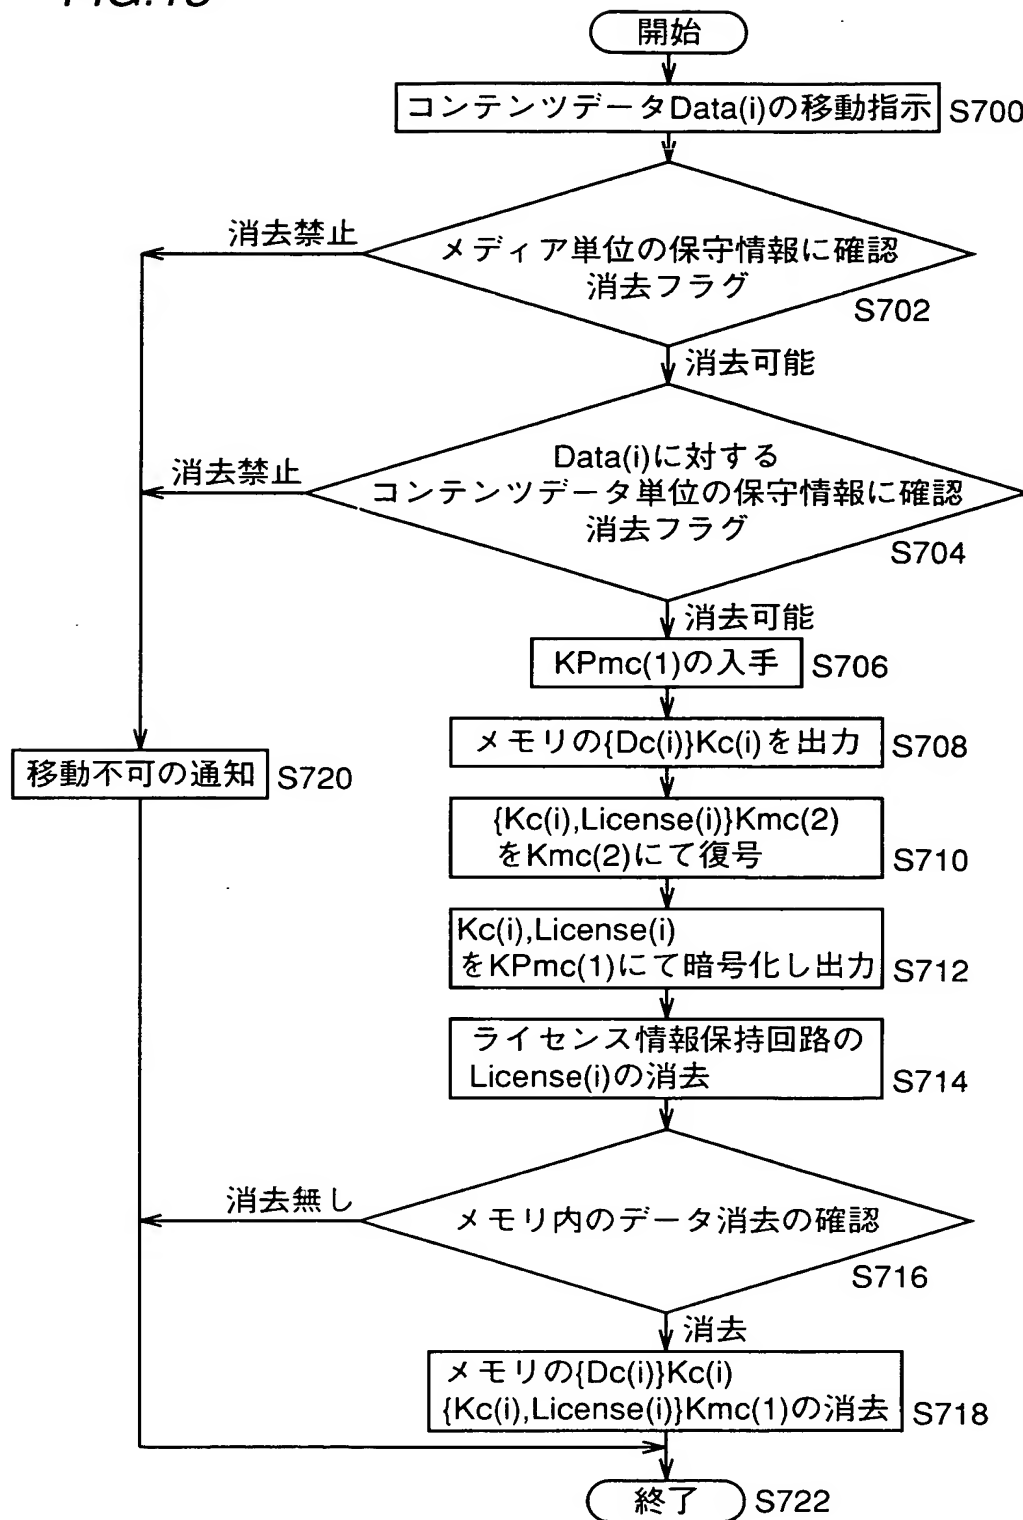 開始
コンテンツデータData(i)の移動指示 S700
消去禁止
メディア単位の保守情報に確認
消去フラグ
S702
消去可能
Data(i)に対する
消去禁止
コンテンツデータ単位の保守情報に確認
消去フラグ
S704
消去可能
KPmc(1)の入手 S706
メモリの{Dc(i)}Kc(i)を出力 S708
移動不可の通知 S720
{Kc(i),License(i)}Kmc(2)
をKmc(2)にて復号 S710
Kc(i),License(i)
をKPmc(1)にて暗号化し出力 S712
ライセンス情報保持回路の
License(i)の消去 S714
消去無し
メモリ内のデータ消去の確認
S716
消去
メモリの{Dc(i)}Kc(i)
{Kc(i),License(i)}Kmc(1)の消去 S718
終了 S722